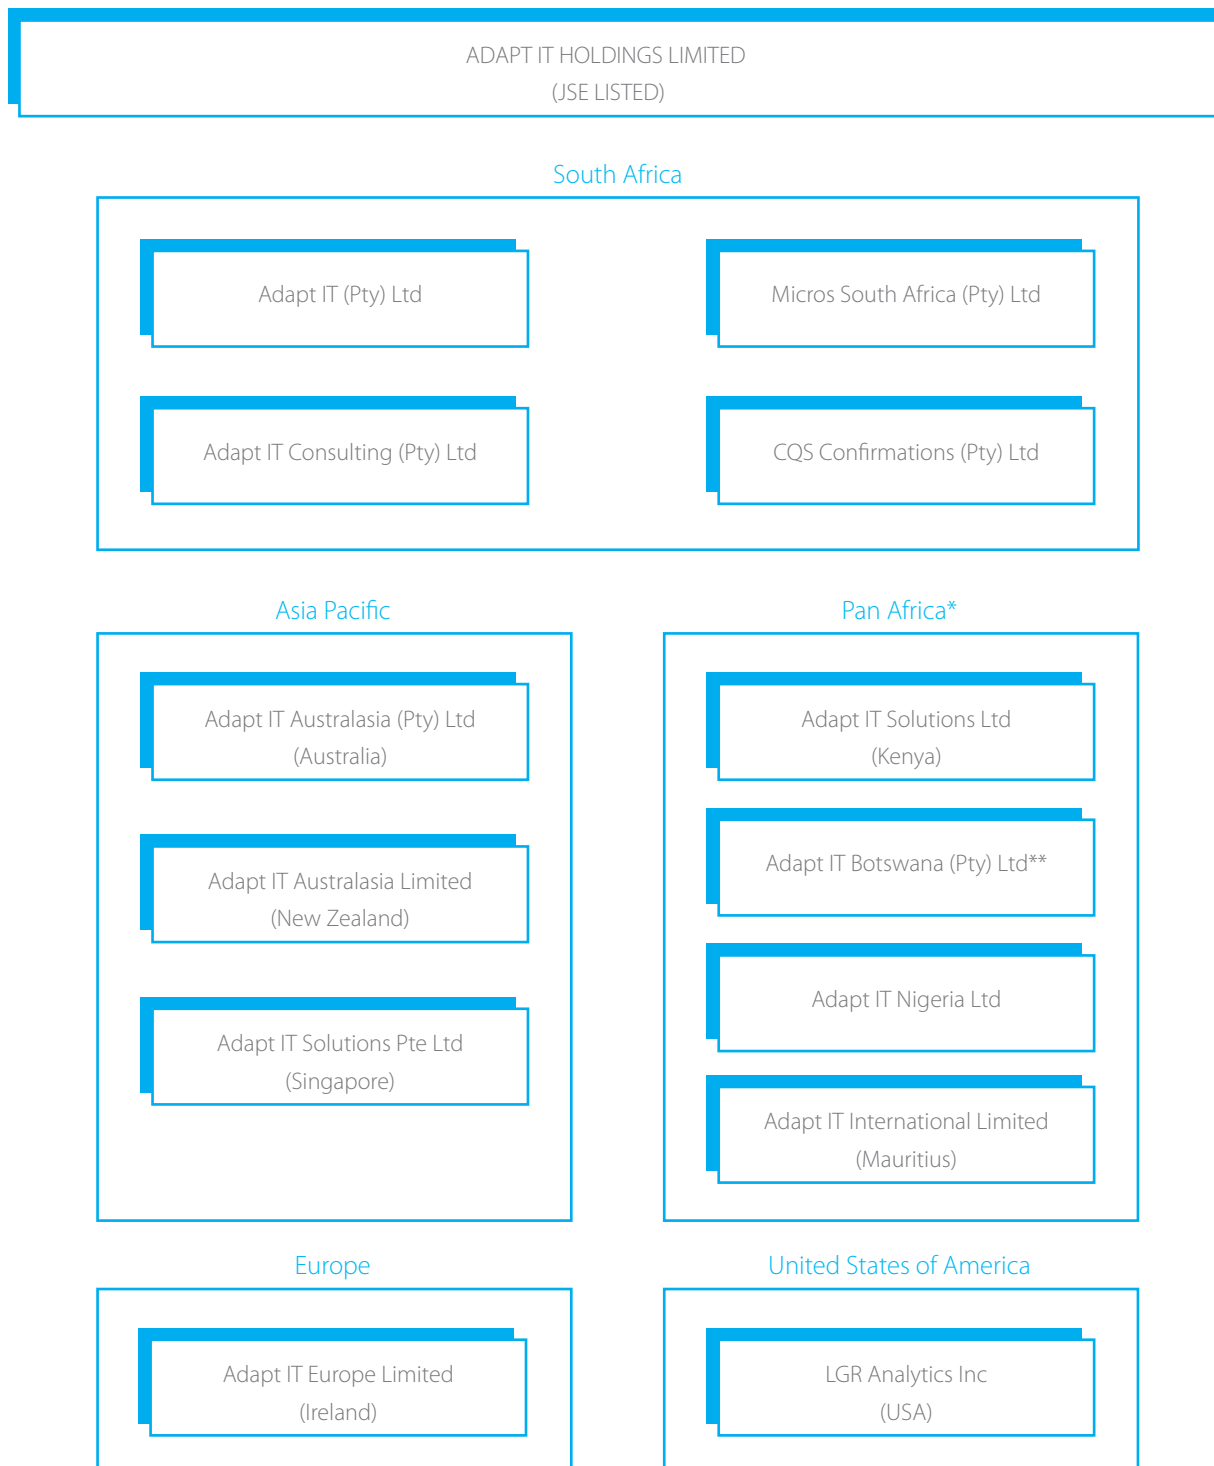 ADAPT IT HOLDINGS LIMITED
(JSE LISTED)
South Africa
Adapt IT (Pty) Ltd
Micros South Africa (Pty) Ltd
Adapt IT Consulting (Pty) Ltd
CQS Confirmations (Pty) Ltd
Asia Pacific
Adapt IT Australasia (Pty) Ltd
(Australia)
Adapt IT Australasia Limited
(New Zealand)
Adapt IT Solutions Pte Ltd
(Singapore)
Pan Africa*
Adapt IT Solutions Ltd
(Kenya)
Adapt IT Botswana (Pty) Ltd**
Adapt IT Nigeria Ltd
Adapt IT International Limited
(Mauritius)
Europe
Adapt IT Europe Limited
(Ireland)
United States of America
LGR Analytics Inc
(USA)